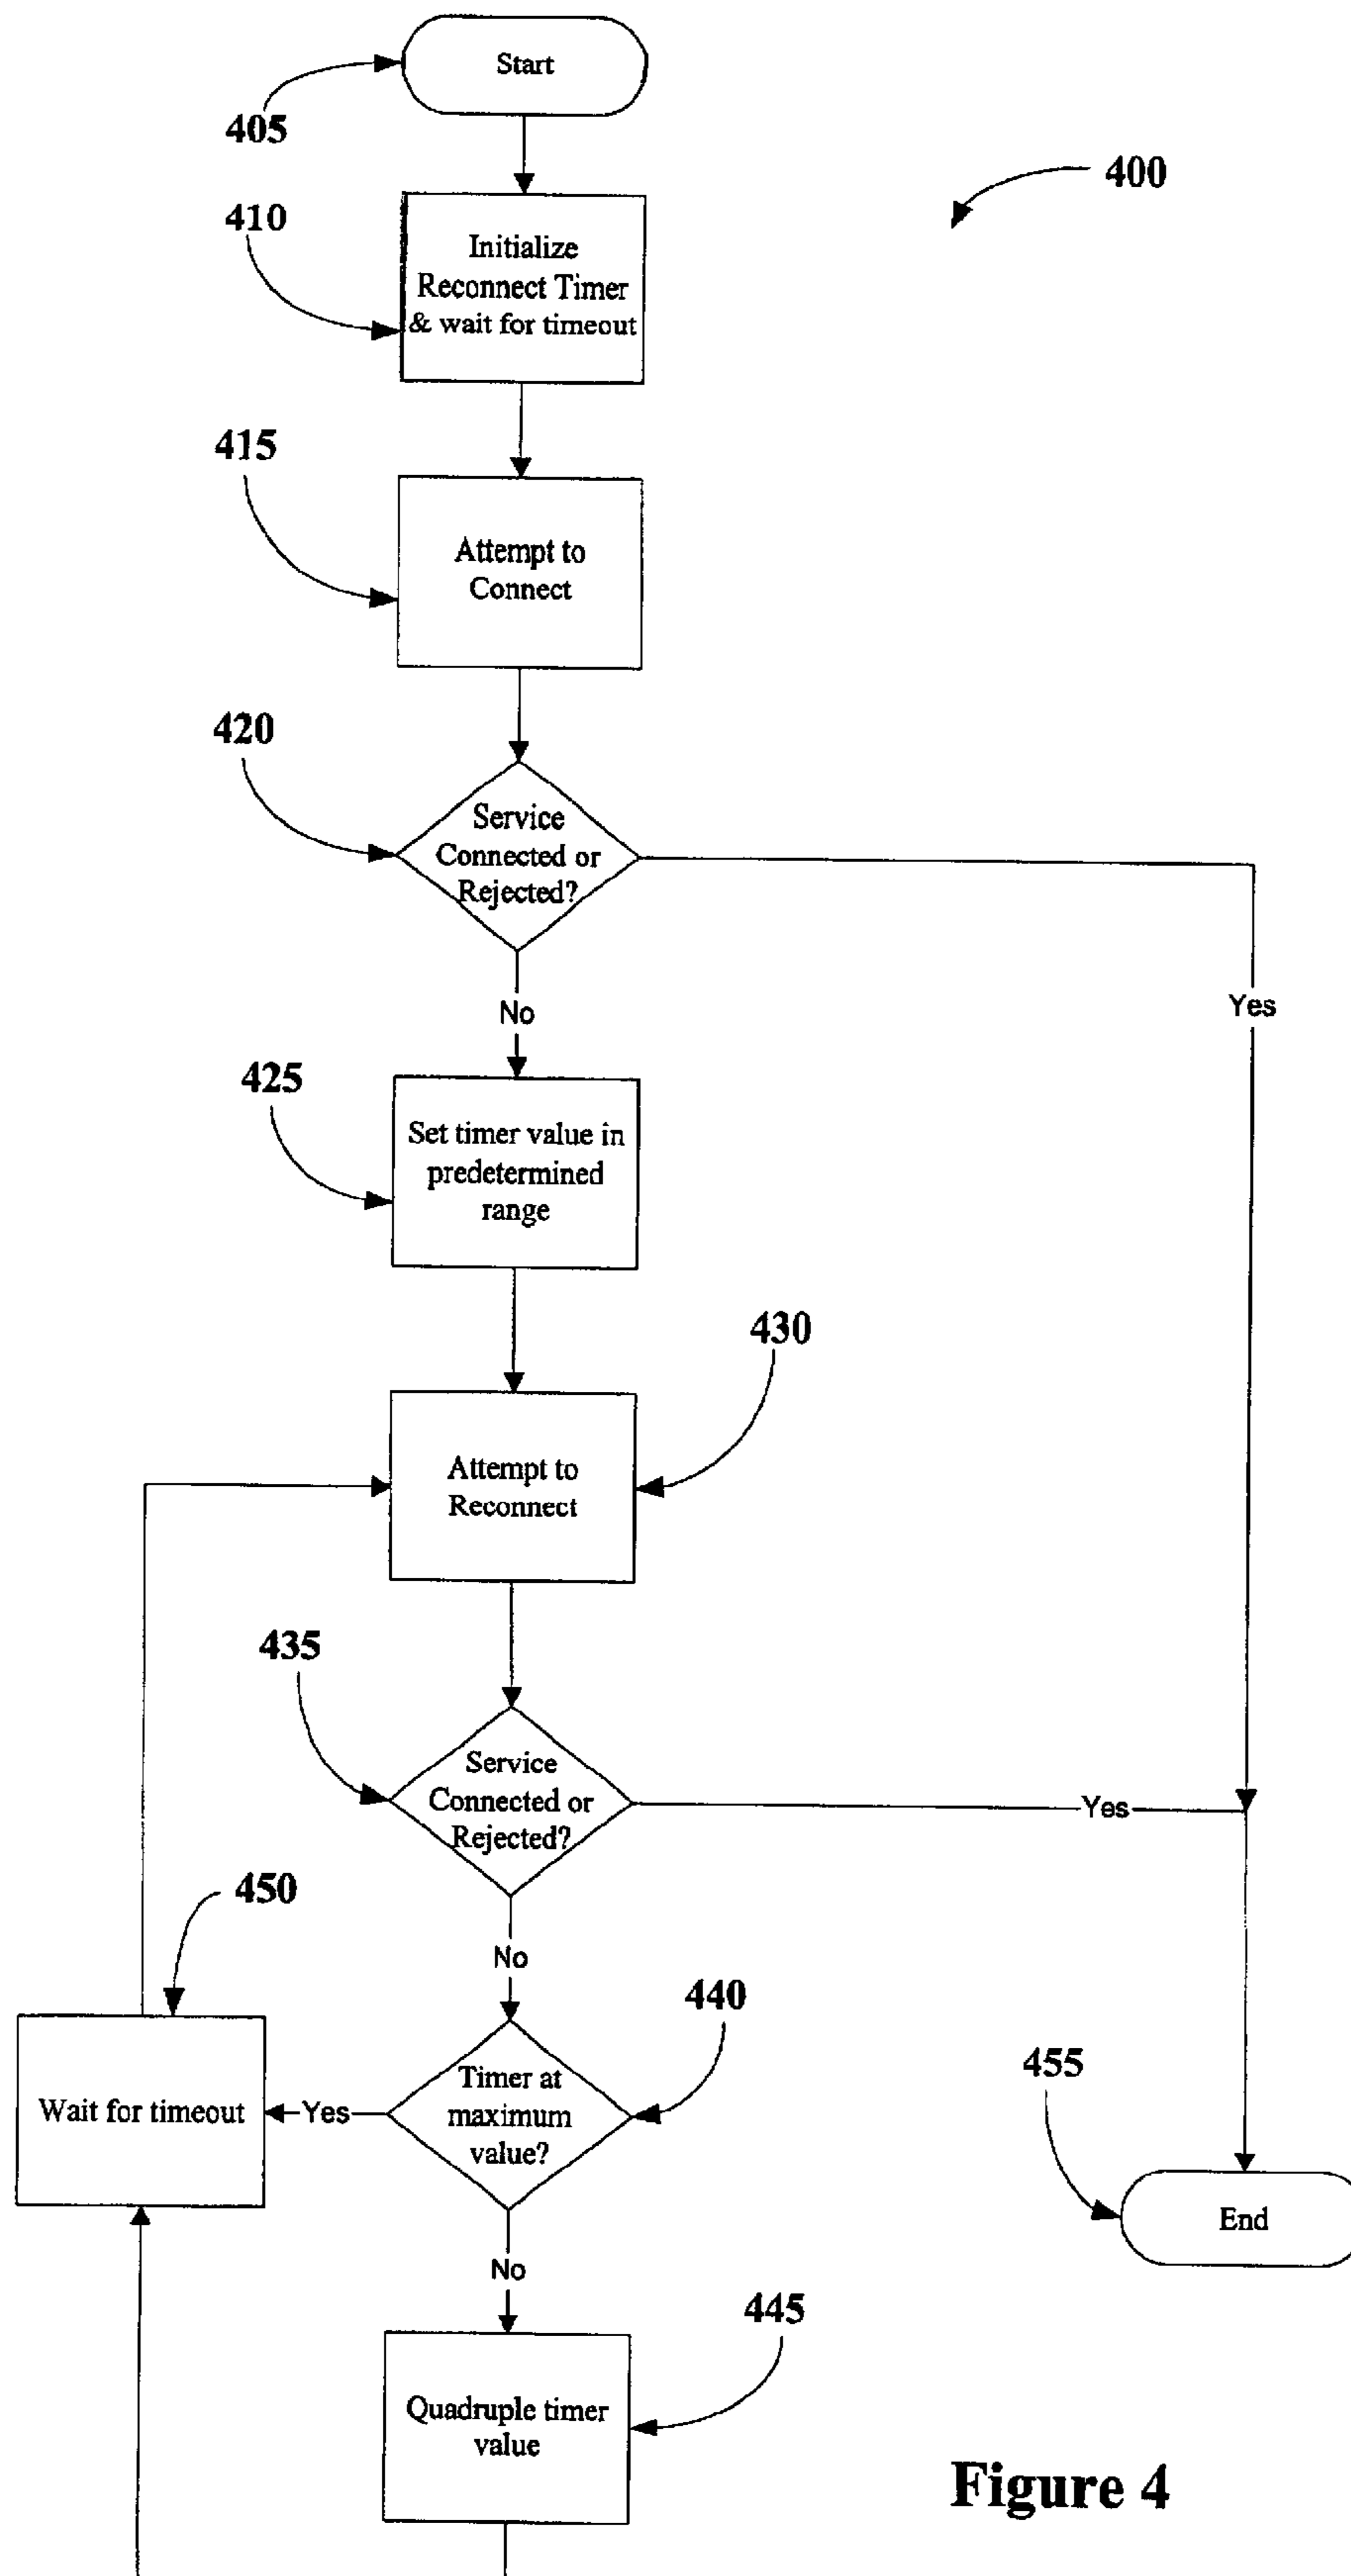 Start
405
400
410
Initialize
Reconnect Timer
& wait for timeout
415
Attempt to
Connect
420
Service
Connected or
Rejected?
No
Yes
425
Set timer value in
predetermined
range
430
Attempt to
Reconnect
435
Service
Connected or
Rejected?
Yes
450
No
440
455
Timer at
maximum
value?
Wait for timeout
Yes
End
No
445
Quadruple timer
value
Figure 4